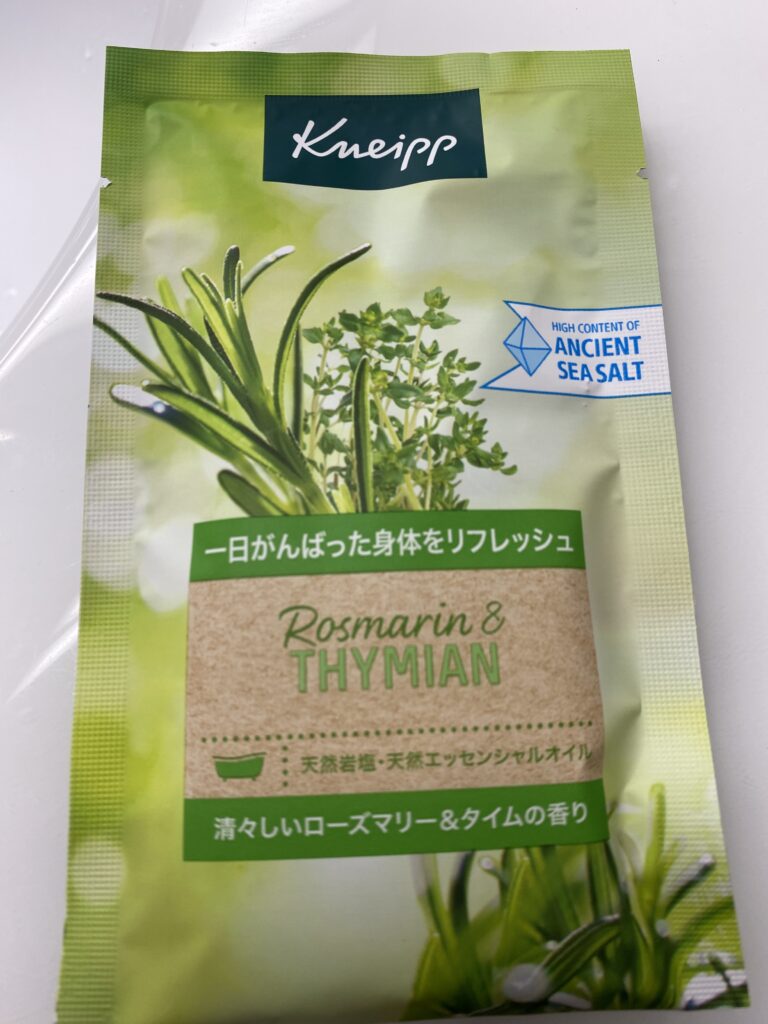 Kneipp
HIGH CONTENT OF
ANCIENT
SEA SALT
一日がんばった身体をリフレッシュ
Rosmarin &
THYMIAN
天然岩塩・天然エッセンシャルオイル
清々しいローズマリー&タイムの香り